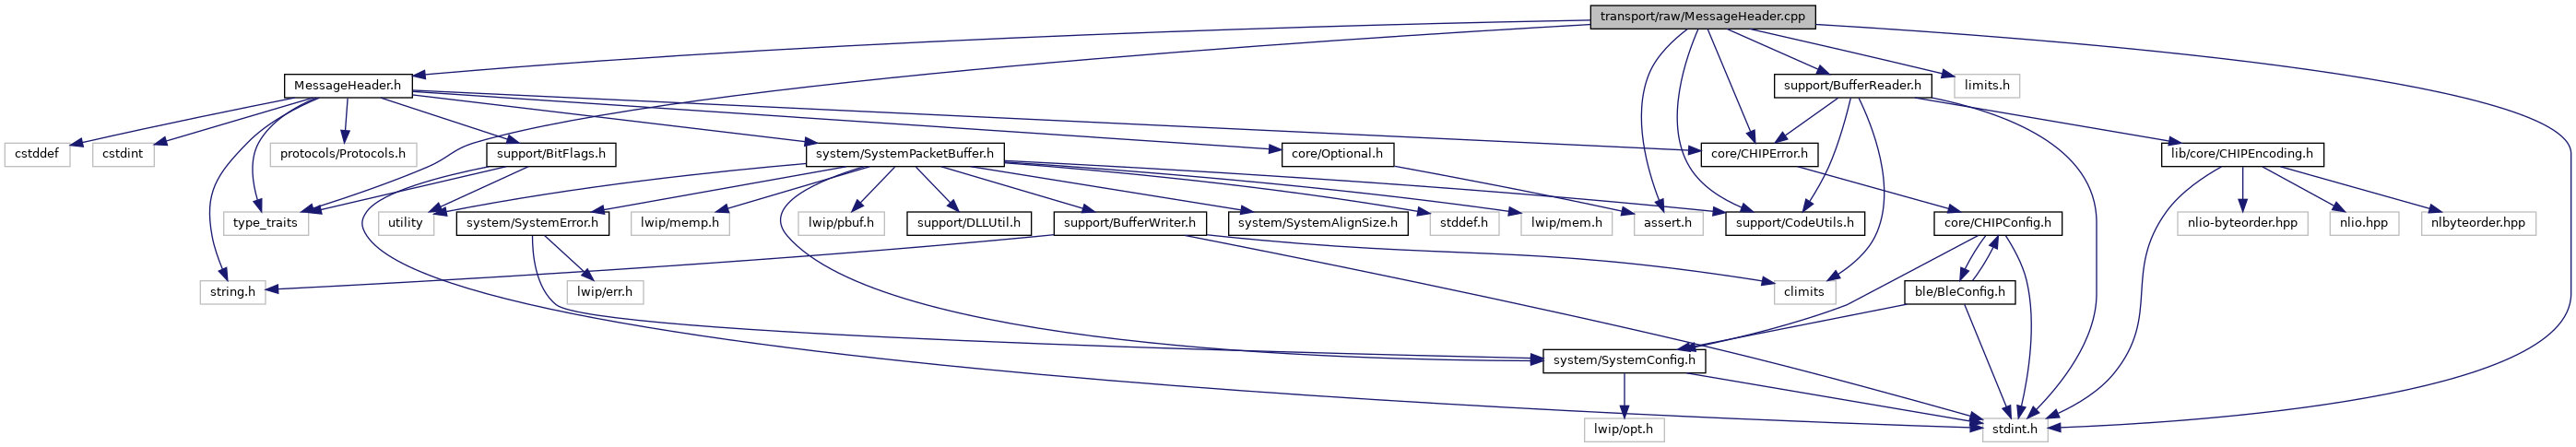 transport/raw/MessageHeader.cpp
MessageHeader.h
support/BufferReader.h
limits.h
cstddef
cstdint
protocols/Protocols.h
support/BitFlags.h
system/SystemPacketBuffer.h
core/Optional.h
core/CHIPError.h
lib/core/CHIPEncoding.h
type_traits
utility
system/SystemError.h
lwip/memp.h
lwip/pbuf.h
support/DLLUtil.h
support/BufferWriter.h
system/SystemAlignSize.h
stddef.h
lwip/mem.h
assert.h
support/CodeUtils.h
core/CHIPConfig.h
nlio-byteorder.hpp
nlio.hpp
nlbyteorder.hpp
string.h
lwip/err.h
climits
ble/BleConfig.h
system/SystemConfig.h
lwip/opt.h
stdint.h